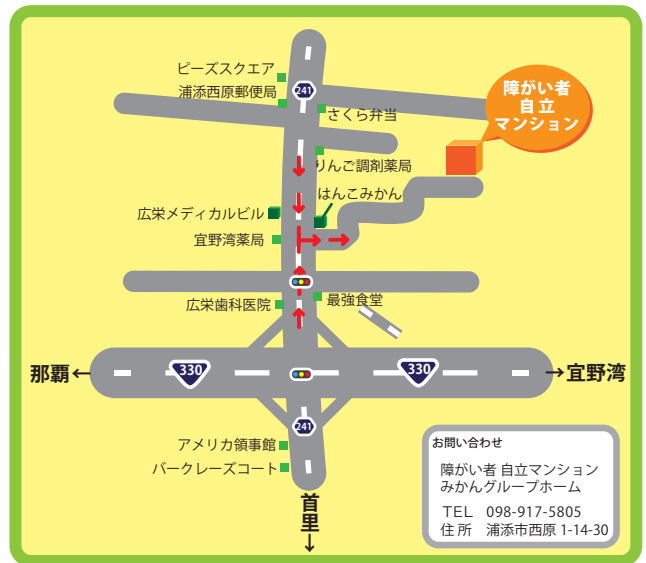 ピーズスクエア
浦添西原郵便局
241
さくら弁当
障がい者
自立
マンション
りんご調剤薬局
はんこみかん
広栄メディカルビル
宜野湾薬局
広栄歯科医院
最強食堂
那覇←
330
330
→宜野湾
241
アメリカ領事館
バークレーズコート
首里↓
お問い合わせ
障がい者 自立マンション
みかんグループホーム
TEL 098-917-5805
住 所 浦添市西原 1-14-30